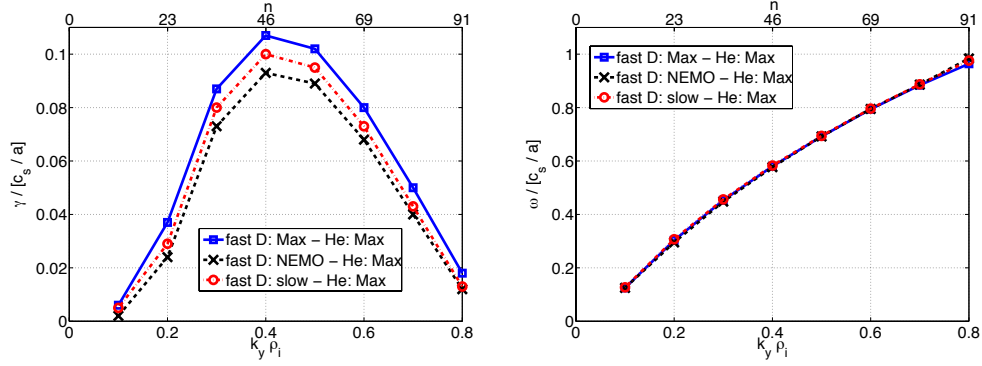 n
0 23 46 69 91
0.1
0.08
0.06
0.04
0.02
0
γ / [c_s / a]
fast D: Max – He: Max
fast D: NEMO – He: Max
fast D: slow – He: Max
0 0.2 0.4 0.6 0.8
k_y ρ_i
n
0 23 46 69 91
1
0.8
0.6
0.4
0.2
0
ω / [c_s / a]
fast D: Max – He: Max
fast D: NEMO – He: Max
fast D: slow – He: Max
0 0.2 0.4 0.6 0.8
k_y ρ_i